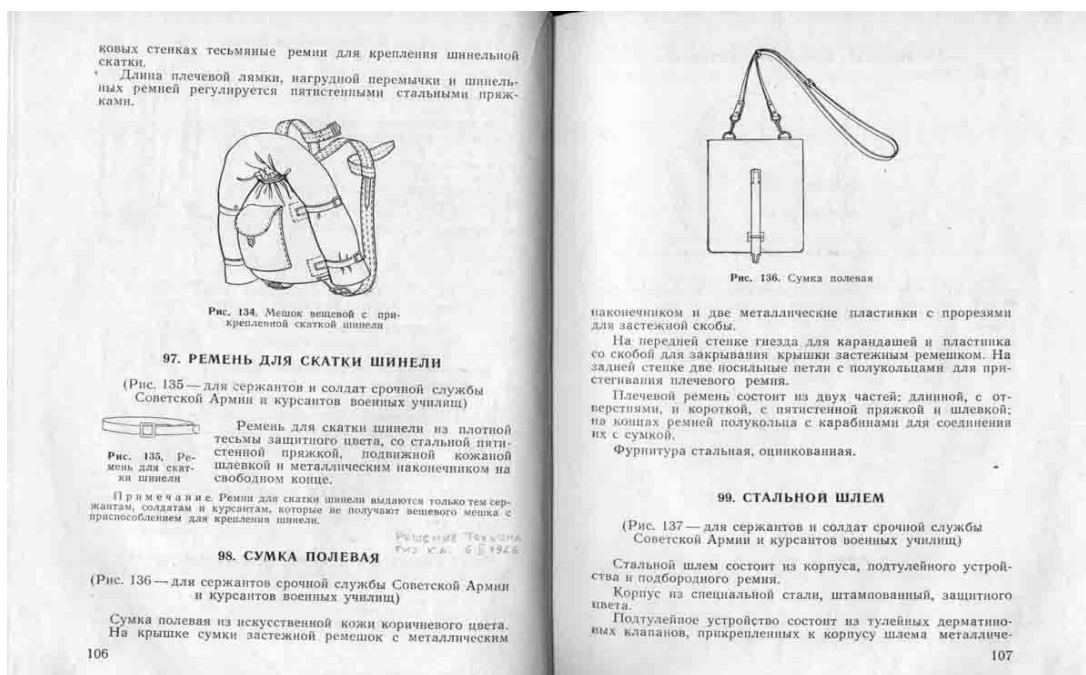 ковых стенках тесьмяные ремни для крепления шинельной
скатки.
Длина плечевой лямки, нагрудной перемычки и шинель-
ных ремней регулируется пятистенными стальными пряж-
ками.
Рис. 134. Мешок вещевой с при-
крепленной скаткой шинели
97. РЕМЕНЬ ДЛЯ СКАТКИ ШИНЕЛИ
(Рис. 135 — для сержантов и солдат срочной службы
Советской Армии и курсантов военных училищ)
Рис. 135. Ре-
мень для скат-
ки шинели
Ремень для скатки шинели из плотной
тесьмы защитного цвета, со стальной пяти-
стенной пряжкой, подвижной кожаной
шлевкой и металлическим наконечником на
свободном конце.
Примечание. Ремни для скатки шинели выдаются только тем сер-
жантам, солдатам и курсантам, которые не получают вещевого мешка с
приспособлением для крепления шинели.
Решение
98. СУМКА ПОЛЕВАЯ
(Рис. 136 — для сержантов срочной службы Советской Армии
и курсантов военных училищ)
Сумка полевая из искусственной кожи коричневого цвета.
На крышке сумки застежной ремешок с металлическим
106
Рис. 136. Сумка полевая
наконечником и две металлические пластинки с прорезями
для застежной скобы.
На передней стенке гнезда для карандашей и пластинка
со скобой для закрывания крышки застежным ремешком. На
задней стенке две носильные петли с полукольцами для при-
стегивания плечевого ремня.
Плечевой ремень состоит из двух частей: длинной, с от-
верстиями, и короткой, с пятистенной пряжкой и шлевкой;
на концах ремней полукольца с карабинами для соединения
их с сумкой.
Фурнитура стальная, оцинкованная.
99. СТАЛЬНОЙ ШЛЕМ
(Рис. 137 — для сержантов и солдат срочной службы
Советской Армии и курсантов военных училищ)
Стальной шлем состоит из корпуса, подтулейного устрой-
ства и подбородного ремня.
Корпус из специальной стали, штампованный, защитного
цвета.
Подтулейное устройство состоит из тулейных дерматино-
вых клапанов, прикрепленных к корпусу шлема металличе-
107